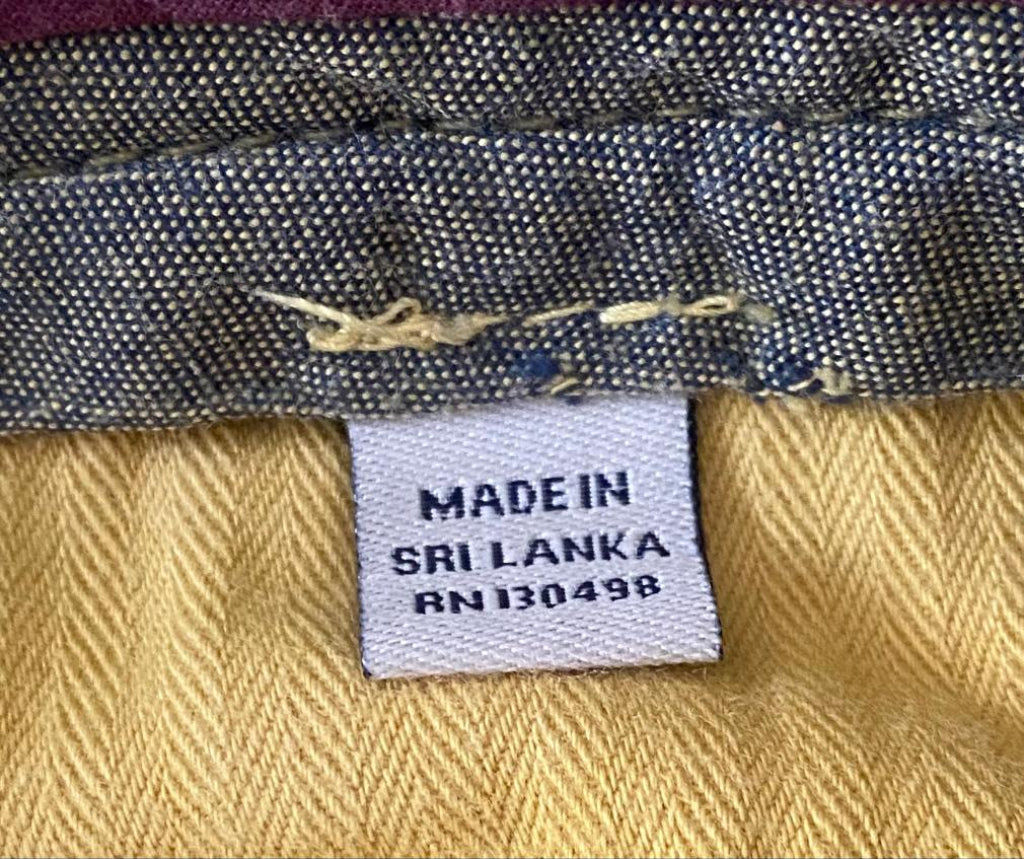 MADE IN
SRI LANKA
RN 130498